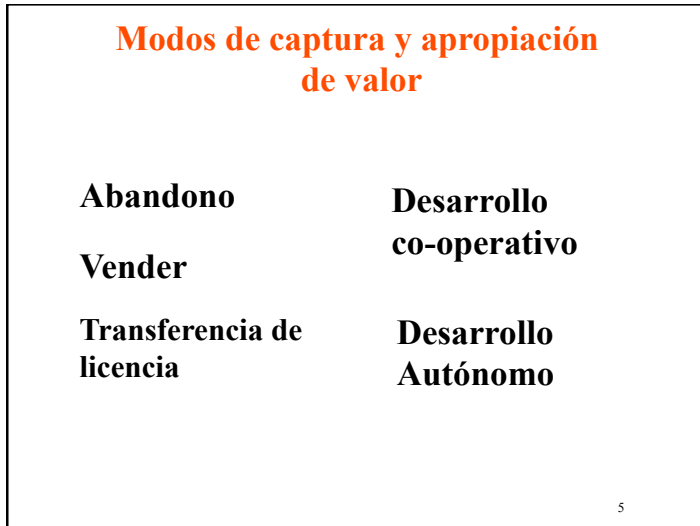 Modos de captura y apropiación
de valor
Abandono
Vender
Transferencia de
licencia
Desarrollo
co-operativo
Desarrollo
Autónomo
5